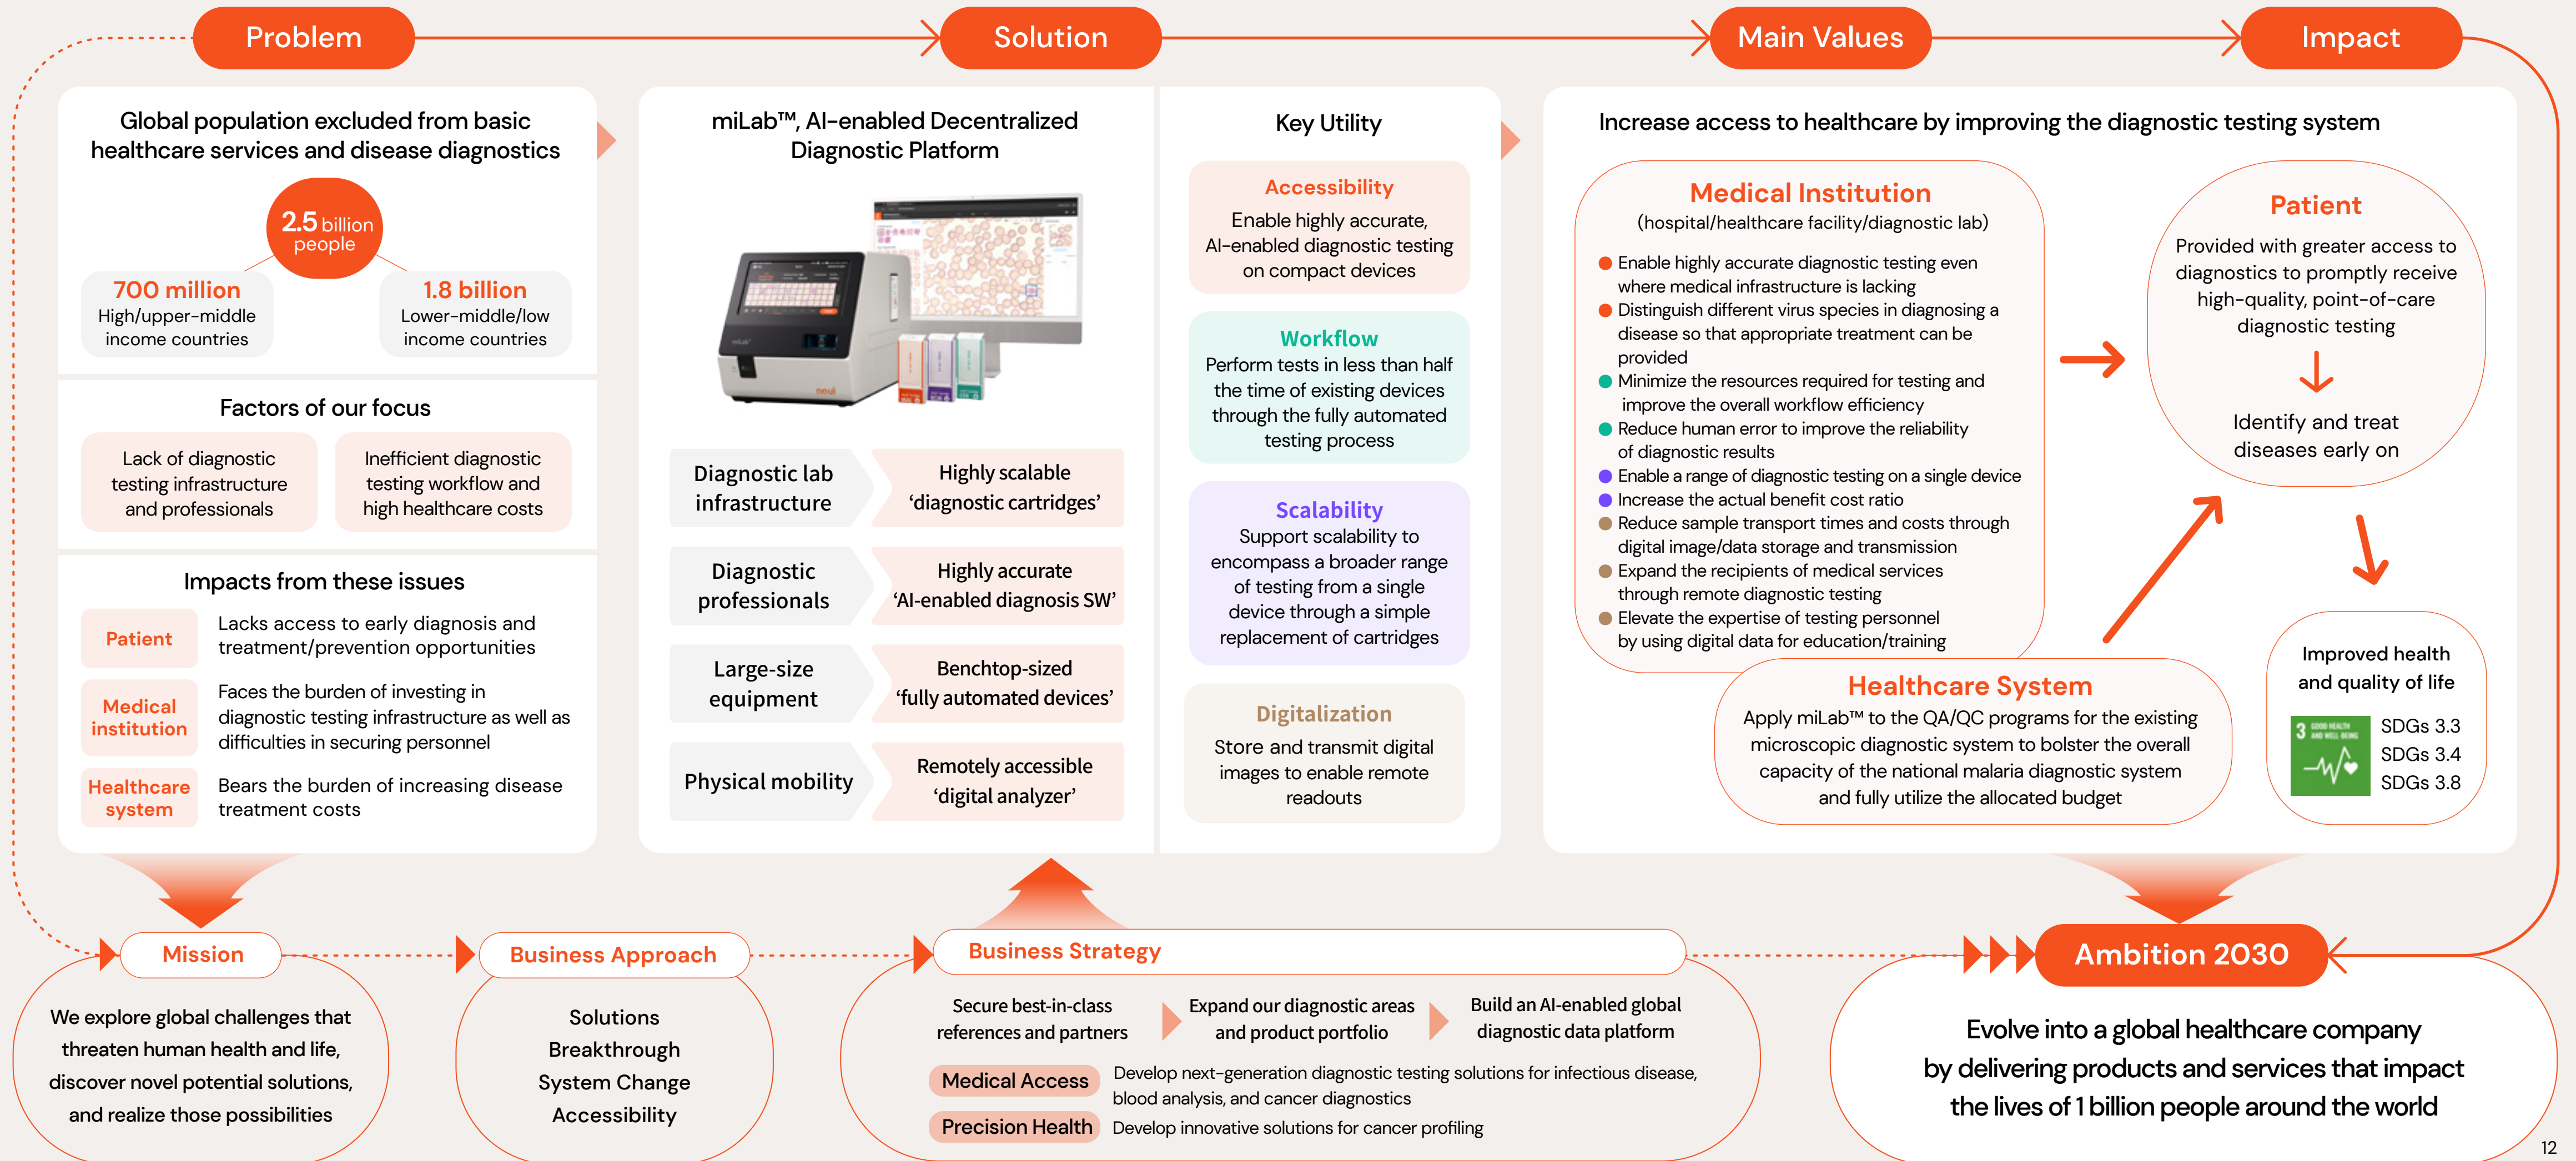 Problem
Solution
Main Values
Impact
Global population excluded from basic
healthcare services and disease diagnostics
2.5 billion
people
700 million
High/upper-middle
income countries
1.8 billion
Lower-middle/low
income countries
Factors of our focus
Lack of diagnostic
testing infrastructure
and professionals
Inefficient diagnostic
testing workflow and
high healthcare costs
Impacts from these issues
Patient
Lacks access to early diagnosis and
treatment/prevention opportunities
Medical
institution
Faces the burden of investing in
diagnostic testing infrastructure as well as
difficulties in securing personnel
Healthcare
system
Bears the burden of increasing disease
treatment costs
miLab™, AI-enabled Decentralized
Diagnostic Platform
miLab
noul
Diagnostic lab
infrastructure
Highly scalable
‘diagnostic cartridges’
Diagnostic
professionals
Highly accurate
‘AI-enabled diagnosis SW’
Large-size
equipment
Benchtop-sized
‘fully automated devices’
Physical mobility
Remotely accessible
‘digital analyzer’
Key Utility
Accessibility
Enable highly accurate,
AI-enabled diagnostic testing
on compact devices
Workflow
Perform tests in less than half
the time of existing devices
through the fully automated
testing process
Scalability
Support scalability to
encompass a broader range
of testing from a single
device through a simple
replacement of cartridges
Digitalization
Store and transmit digital
images to enable remote
readouts
Increase access to healthcare by improving the diagnostic testing system
Medical Institution
(hospital/healthcare facility/diagnostic lab)
Enable highly accurate diagnostic testing even
where medical infrastructure is lacking
Distinguish different virus species in diagnosing a
disease so that appropriate treatment can be
provided
Minimize the resources required for testing and
improve the overall workflow efficiency
Reduce human error to improve the reliability
of diagnostic results
Enable a range of diagnostic testing on a single device
Increase the actual benefit cost ratio
Reduce sample transport times and costs through
digital image/data storage and transmission
Expand the recipients of medical services
through remote diagnostic testing
Elevate the expertise of testing personnel
by using digital data for education/training
Patient
Provided with greater access to
diagnostics to promptly receive
high-quality, point-of-care
diagnostic testing
Identify and treat
diseases early on
Healthcare System
Apply miLab™ to the QA/QC programs for the existing
microscopic diagnostic system to bolster the overall
capacity of the national malaria diagnostic system
and fully utilize the allocated budget
Improved health
and quality of life
3 GOOD HEALTH
AND WELL-BEING
SDGs 3.3
SDGs 3.4
SDGs 3.8
Mission
We explore global challenges that
threaten human health and life,
discover novel potential solutions,
and realize those possibilities
Business Approach
Solutions
Breakthrough
System Change
Accessibility
Business Strategy
Secure best-in-class
references and partners
Expand our diagnostic areas
and product portfolio
Build an AI-enabled global
diagnostic data platform
Medical Access
Develop next-generation diagnostic testing solutions for infectious disease,
blood analysis, and cancer diagnostics
Precision Health
Develop innovative solutions for cancer profiling
Ambition 2030
Evolve into a global healthcare company
by delivering products and services that impact
the lives of 1 billion people around the world
12